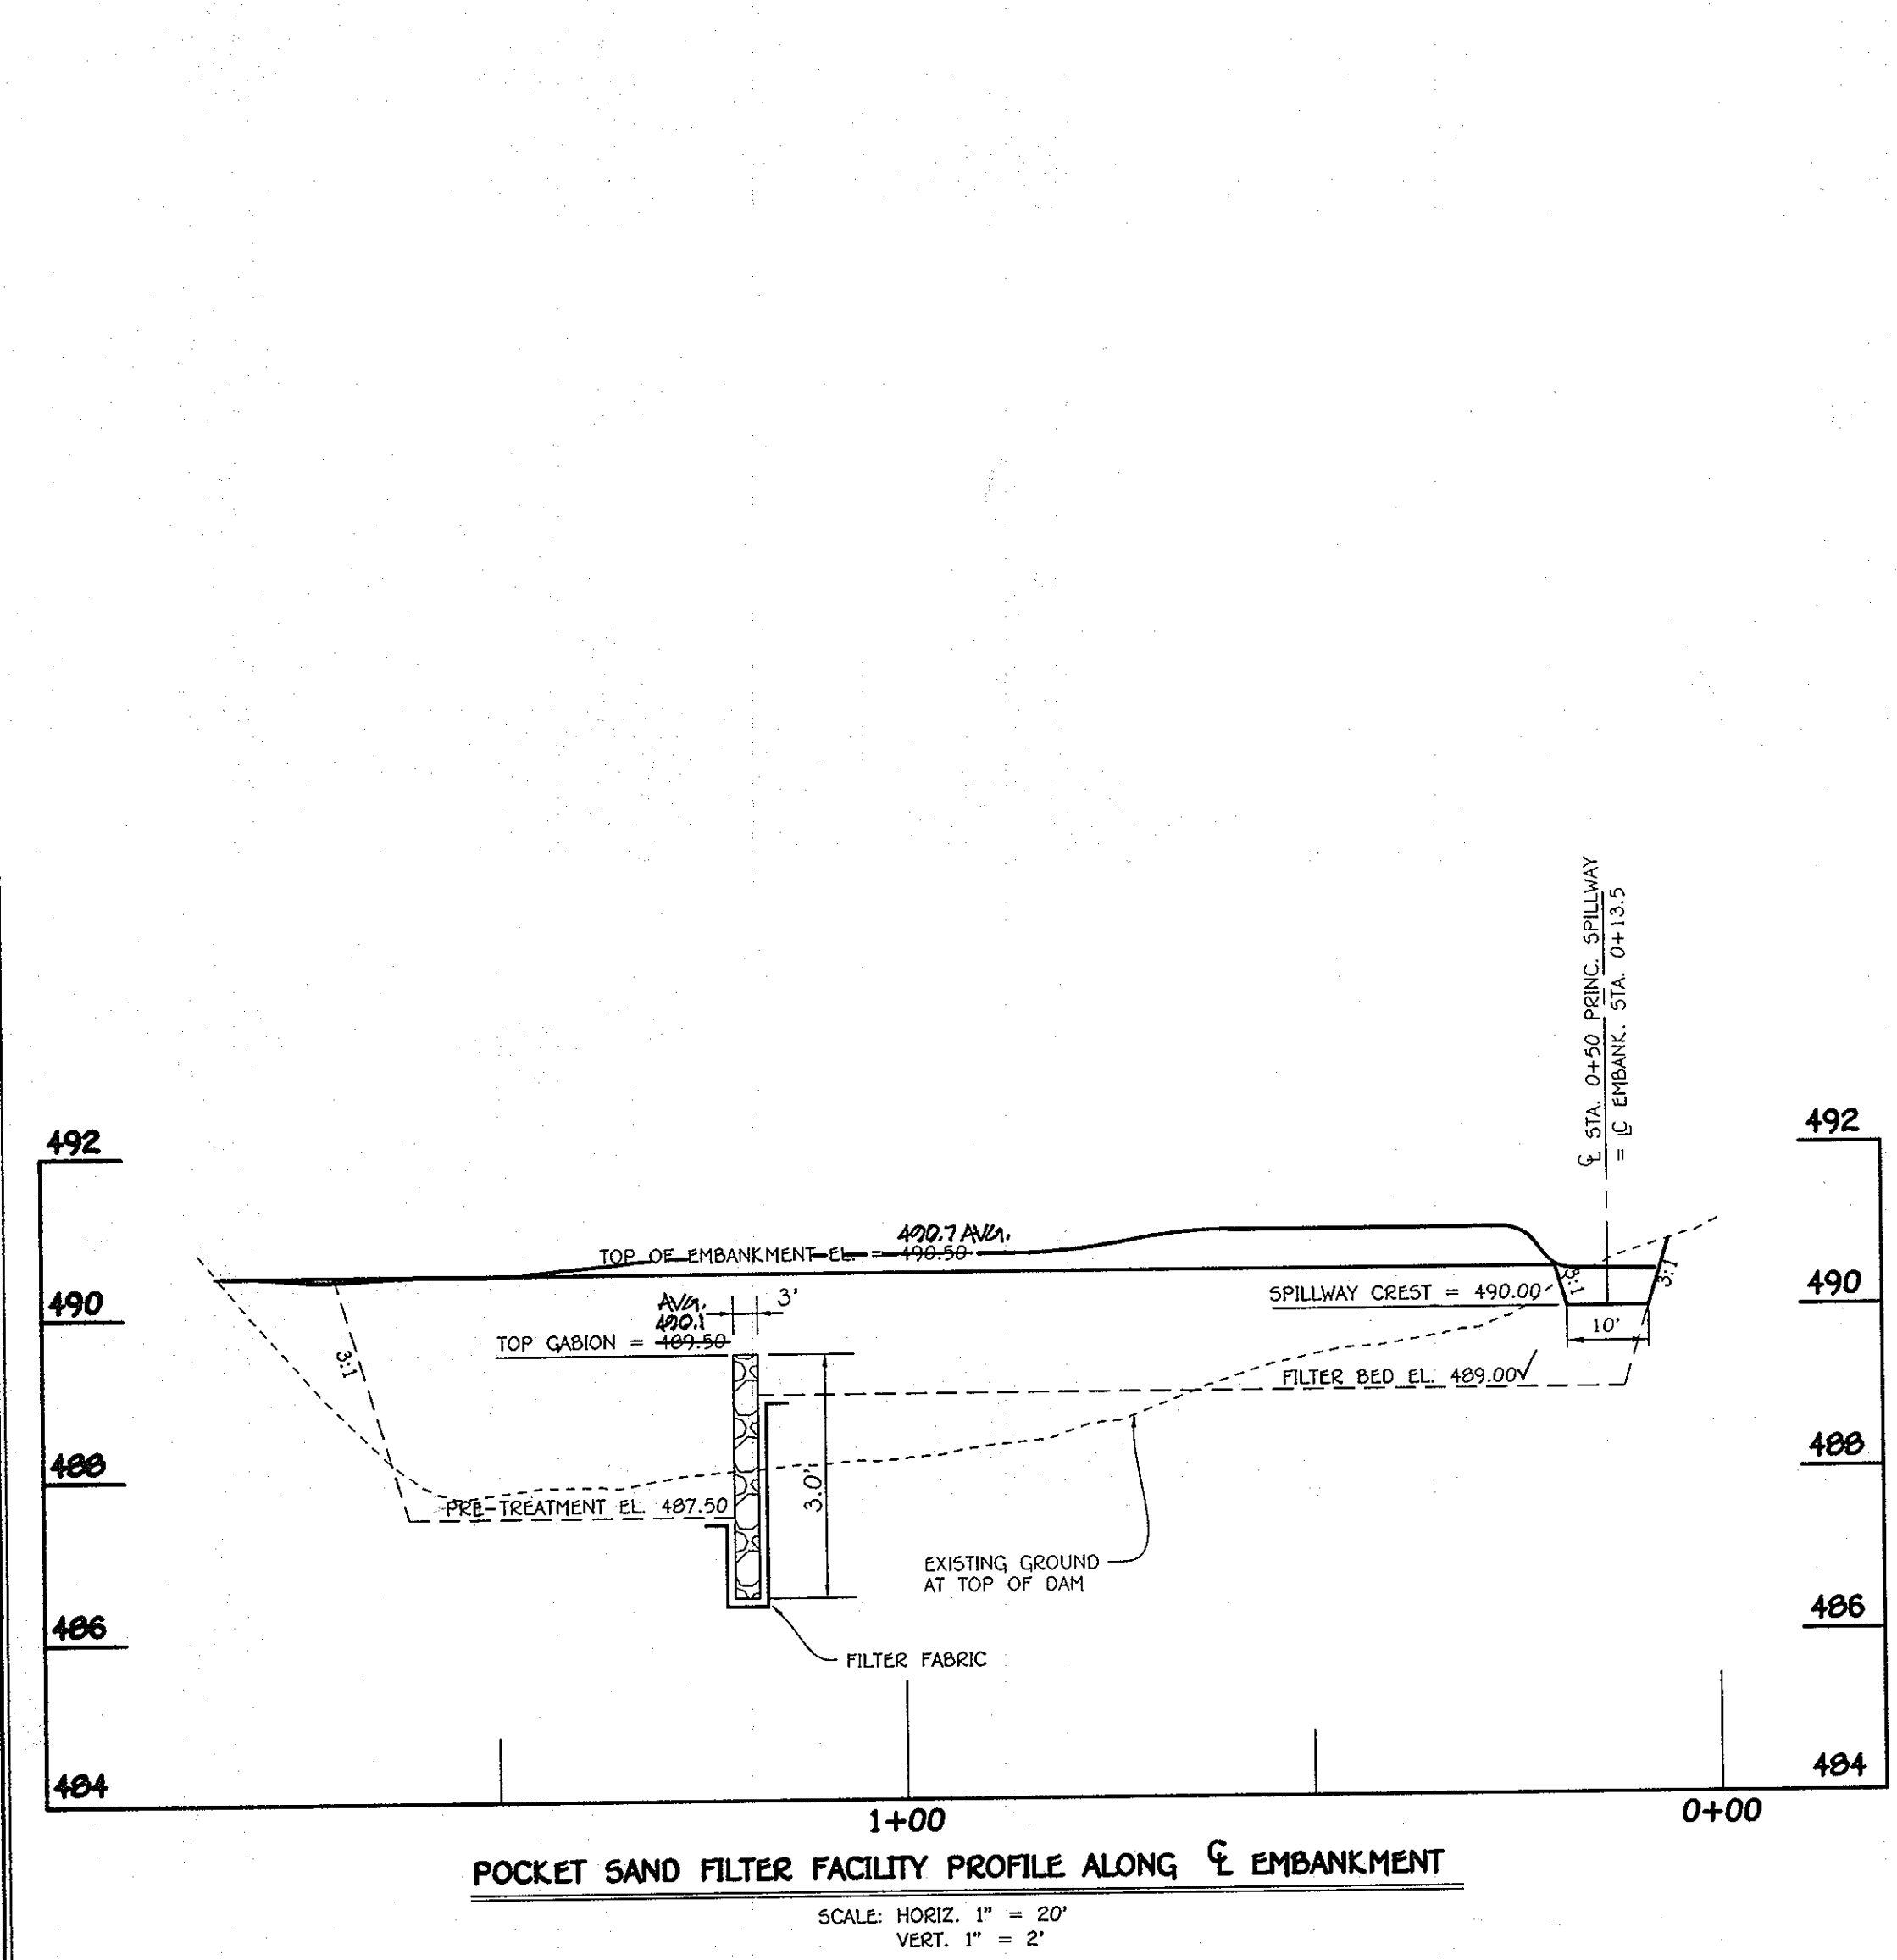 ℄ STA. 0+50 PRINC. SPILLWAY
= ℄ EMBANK. STA. 0+13.5
492
492
490.7 AVG.
TOP OF EMBANKMENT EL. = 490.50
490
490
AVG.
490.1
3'
TOP GABION = 489.50
SPILLWAY CREST = 490.00
3:1
3:1
10'
3:1
FILTER BED EL. 489.00✓
488
488
3.0'
PRE-TREATMENT EL. 487.50
EXISTING GROUND
AT TOP OF DAM
486
486
FILTER FABRIC
484
484
1+00
0+00
POCKET SAND FILTER FACILITY PROFILE ALONG ℄ EMBANKMENT
SCALE: HORIZ. 1" = 20'
VERT. 1" = 2'